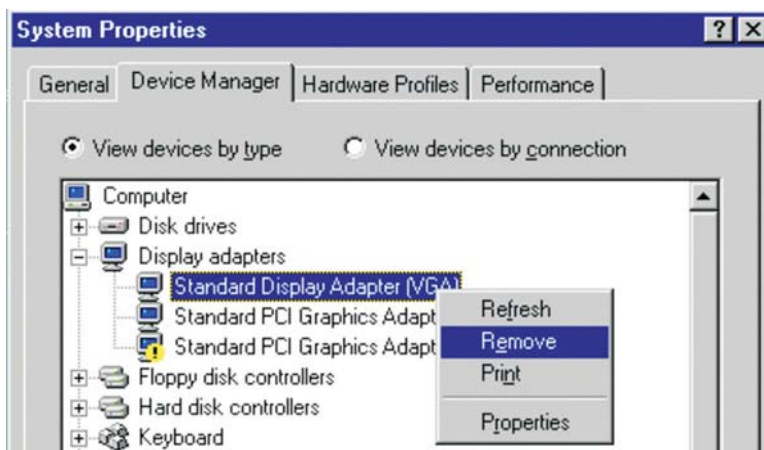 System Properties
General Device Manager Hardware Profiles Performance
View devices by type View devices by connection
Computer
Disk drives
Display adapters
Standard Display Adapter (VGA)
Standard PCI Graphics Adapt
Standard PCI Graphics Adapt
Floppy disk controllers
Hard disk controllers
Keyboard
Refresh
Remove
Print
Properties